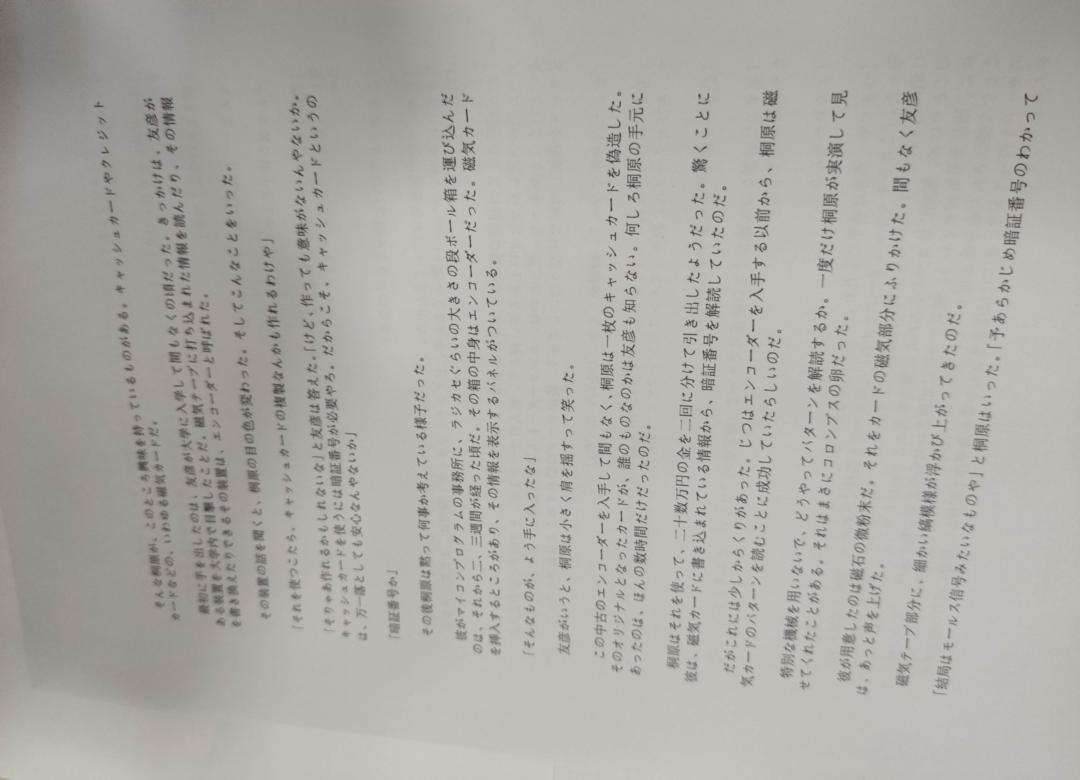 そんな桐原が、このところ興味を持っているものがある。キャッシュカードやクレジット
カードなどの、いわゆる磁気カードだ。
最初に手を出したのは、友彦が大学に入学して間もなくの頃だった。きっかけは、友彦が
ある装置を大学内で目撃したことだ。磁気テープに打ち込まれた情報を読んだり、その情報
を書き換えたりできるその装置は、エンコーダーと呼ばれた。
その装置の話を聞くと、桐原の目の色が変わった。そしてこんなことをいった。
「それを使つこたら、キャッシュカードの複製なんかも作れるわけや」
「そりゃあ作れるかもしれないな」と友彦は答えた。「けど、作っても意味がないんやないか。
キャッシュカードを使うには暗証番号が必要やろ。だからこそ、キャッシュカードというの
は、万一落としても安心なんやないか」
「暗証番号か」
その後桐原は黙って何事か考えている様子だった。
彼がマイコンプログラムの事務所に、ラジカセぐらいの大きさの段ボール箱を運び込んだ
のは、それから二、三週間が経った頃だ。その箱の中身はエンコーダーだった。磁気カード
を挿入するところがあり、その情報を表示するパネルがついている。
「そんなものが、よう手に入ったな」
友彦がいうと、桐原は小さく肩を揺すって笑った。
この中古のエンコーダーを入手して間もなく、桐原は一枚のキャッシュカードを偽造した。
そのオリジナルとなったカードが、誰のものなのかは友彦も知らない。何しろ桐原の手元に
あったのは、ほんの数時間だけだったのだ。
桐原はそれを使って、二十数万円の金を二回に分けて引き出したようだった。驚くことに
彼は、磁気カードに書き込まれている情報から、暗証番号を解読していたのだ。
だがこれには少しからくりがあった。じつはエンコーダーを入手する以前から、桐原は磁
気カードのパターンを読むことに成功していたらしいのだ。
特別な機械を用いないで、どうやってパターンを解読するか。一度だけ桐原が実演して見
せてくれたことがある。それはまさにコロンブスの卵だった。
彼が用意したのは磁石の微粉末だ。それをカードの磁気部分にふりかけた。間もなく友彦
は、あっと声を上げた。
磁気テープ部分に、細かい縞模様が浮かび上がってきたのだ。
「結局はモールス信号みたいなものや」と桐原はいった。「予あらかじめ暗証番号のわかって